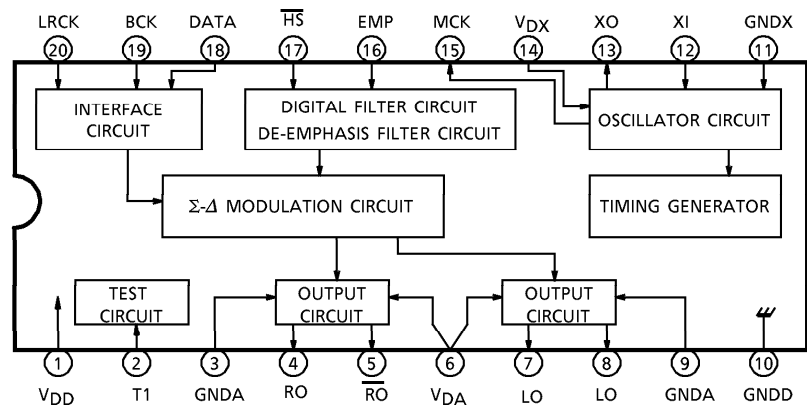 LRCK BCK DATA H̅S̅ EMP MCK VDX XO XI GNDX
20 19 18 17 16 15 14 13 12 11
INTERFACE
CIRCUIT
DIGITAL FILTER CIRCUIT
DE-EMPHASIS FILTER CIRCUIT
OSCILLATOR CIRCUIT
Σ-Δ MODULATION CIRCUIT
TIMING GENERATOR
TEST
CIRCUIT
OUTPUT
CIRCUIT
OUTPUT
CIRCUIT
1 2 3 4 5 6 7 8 9 10
VDD T1 GNDA RO R̅O̅ VDA LO LO GNDA GNDD